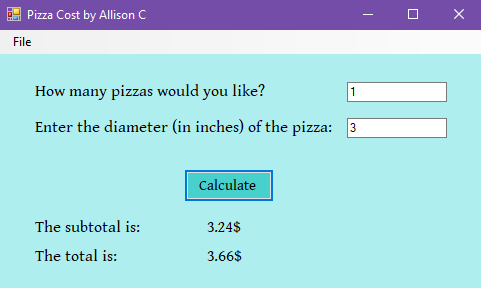 Pizza Cost by Allison C
File
How many pizzas would you like? 1
Enter the diameter (in inches) of the pizza: 3
Calculate
The subtotal is: 3.24$
The total is: 3.66$